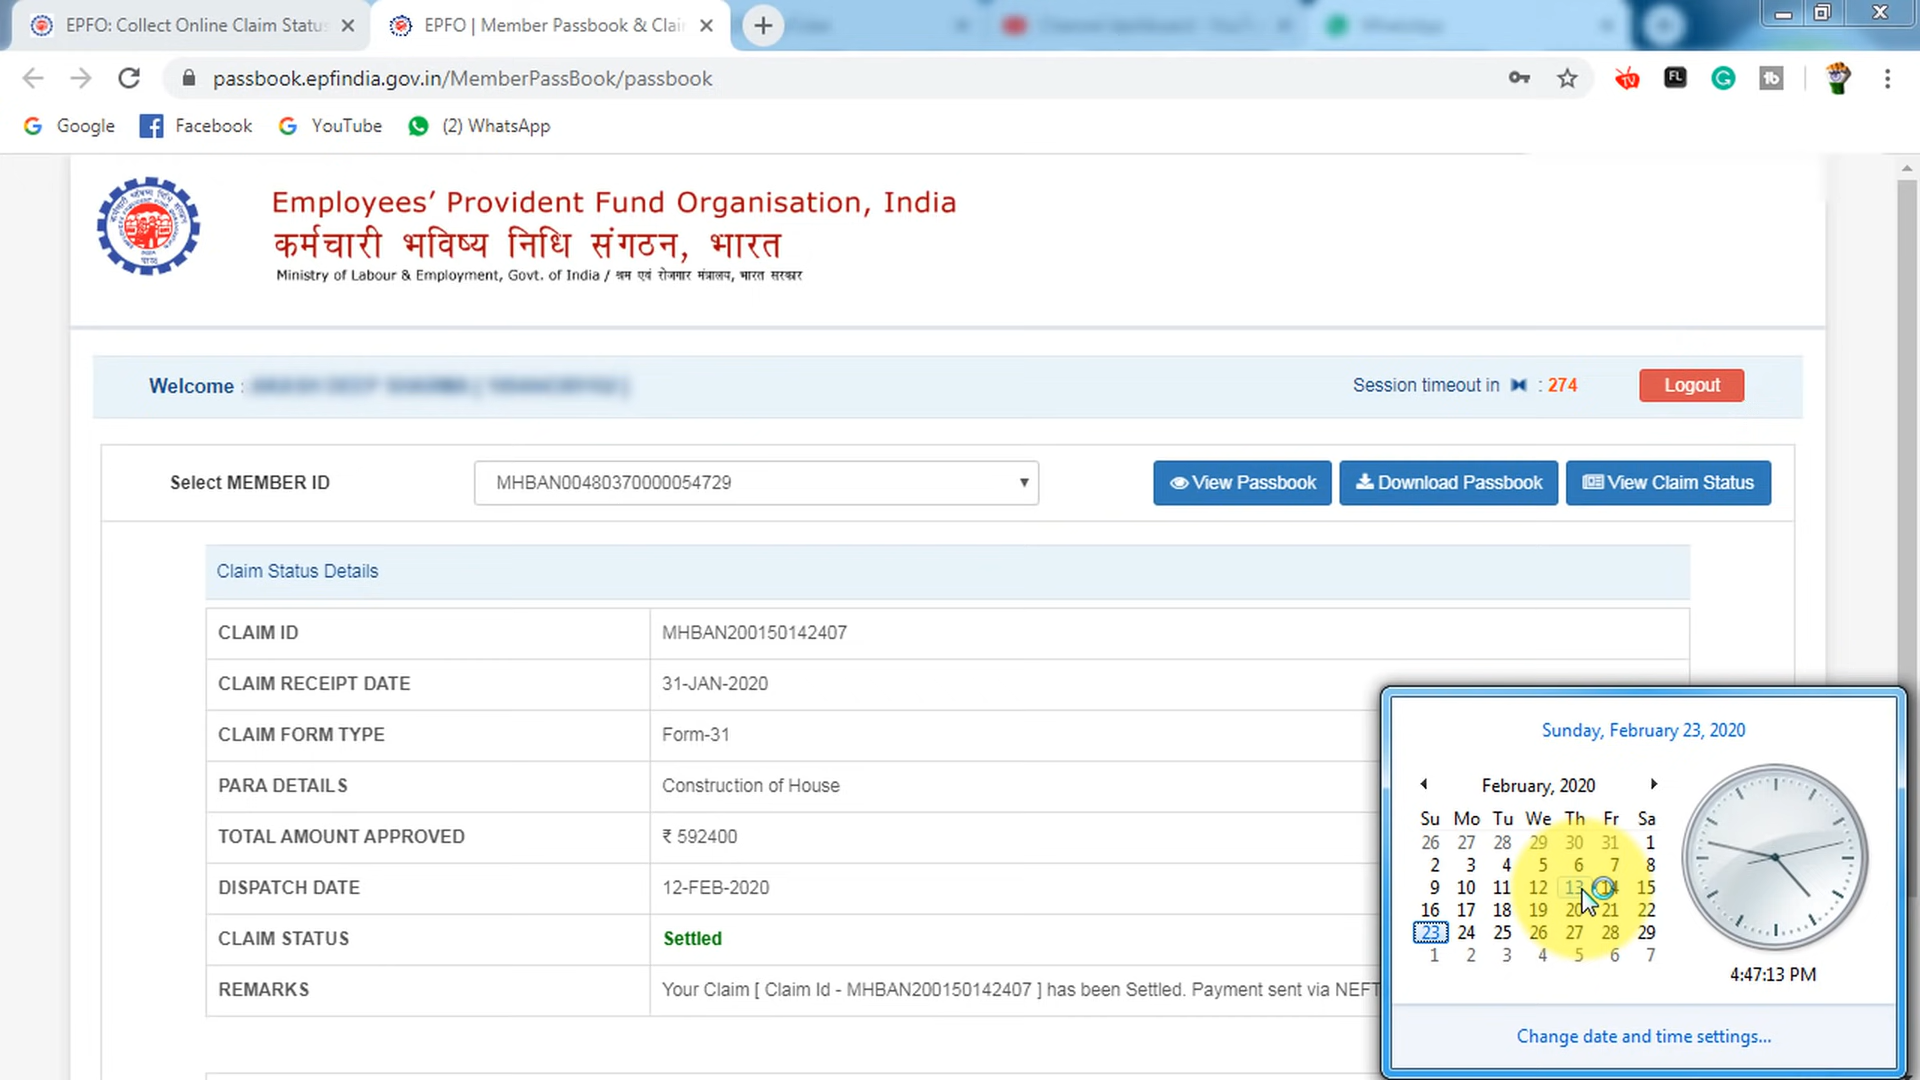 EPFO: Collect Online Claim Status
EPFO | Member Passbook & Clai
WhatsApp
passbook.epfindia.gov.in/MemberPassBook/passbook
Google Facebook YouTube (2) WhatsApp
Employees' Provident Fund Organisation, India
कर्मचारी भविष्य निधि संगठन, भारत
Ministry of Labour & Employment, Govt. of India / श्रम एवं रोजगार मंत्रालय, भारत सरकार
Welcome :
Session timeout in : 274
Logout
Select MEMBER ID
MHBAN00480370000054729
View Passbook
Download Passbook
View Claim Status
Claim Status Details
CLAIM ID MHBAN200150142407
CLAIM RECEIPT DATE 31-JAN-2020
CLAIM FORM TYPE Form-31
PARA DETAILS Construction of House
TOTAL AMOUNT APPROVED ₹ 592400
DISPATCH DATE 12-FEB-2020
CLAIM STATUS Settled
REMARKS Your Claim [ Claim Id - MHBAN200150142407 ] has been Settled. Payment sent via NEFT
Sunday, February 23, 2020
February, 2020
Su Mo Tu We Th Fr Sa
26 27 28 29 30 31 1
2 3 4 5 6 7 8
9 10 11 12 13 14 15
16 17 18 19 20 21 22
23 24 25 26 27 28 29
1 2 3 4 5 6 7
4:47:13 PM
Change date and time settings...